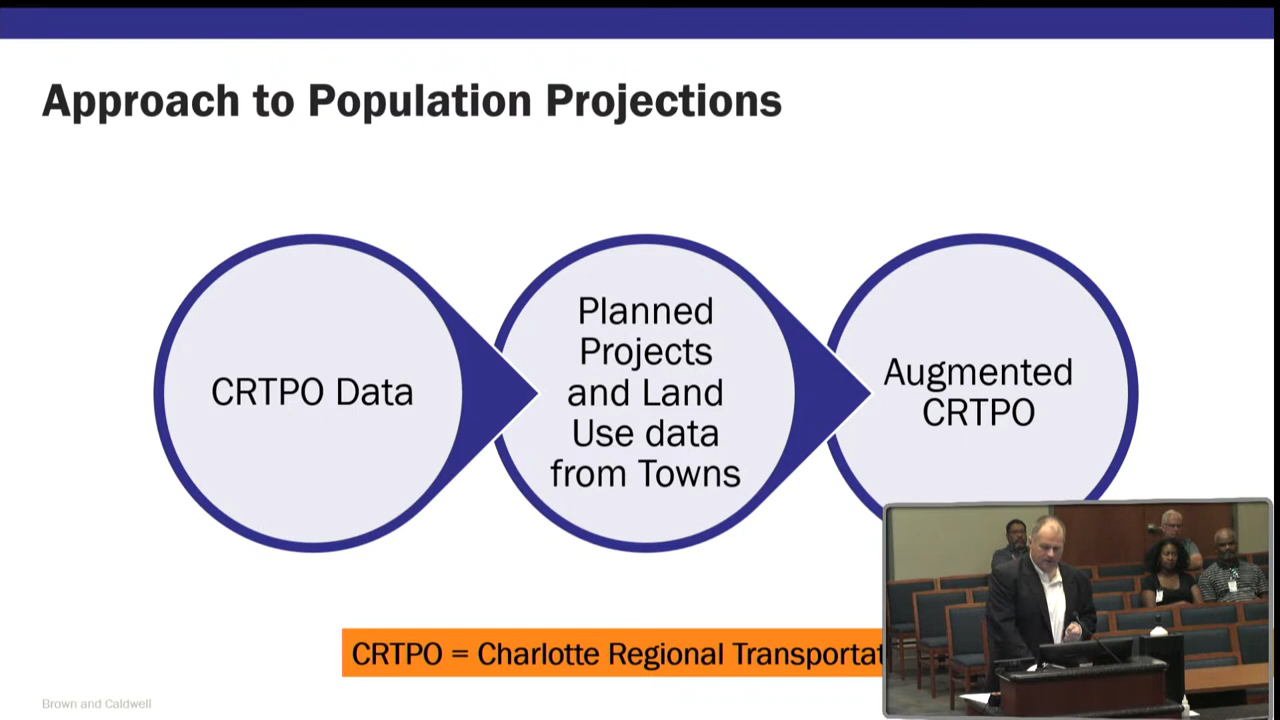 Approach to Population Projections
CRTPO Data
Planned
Projects
and Land
Use data
from Towns
Augmented
CRTPO
CRTPO = Charlotte Regional
Brown and Caldwell